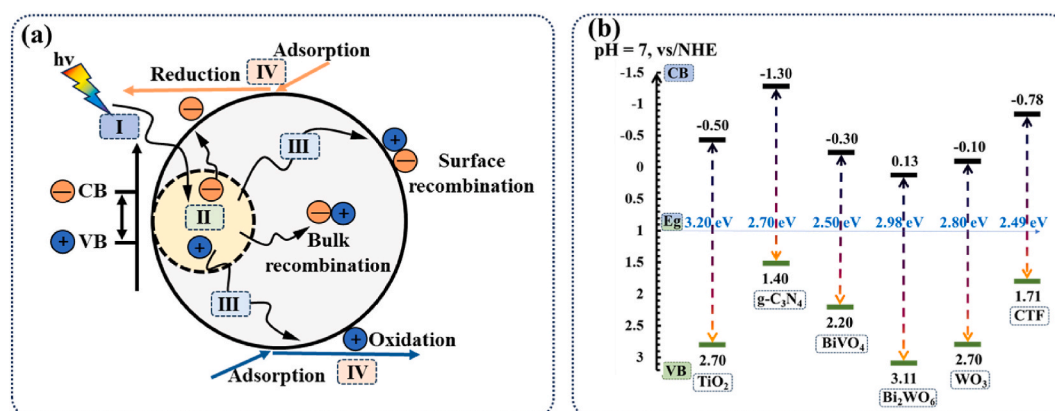 (a)
hν
Reduction
IV
Adsorption
I
III
Surface
recombination
−
CB
II
+
VB
Bulk
recombination
III
Oxidation
Adsorption
IV
(b)
pH = 7, vs/NHE
CB
-1.5
-1
-0.5
0
0.5
Eg
1
1.5
2
2.5
3
VB
-0.50
-1.30
-0.30
0.13
-0.10
-0.78
3.20 eV
2.70 eV
2.50 eV
2.98 eV
2.80 eV
2.49 eV
2.70
TiO₂
1.40
g-C₃N₄
2.20
BiVO₄
3.11
Bi₂WO₆
2.70
WO₃
1.71
CTF